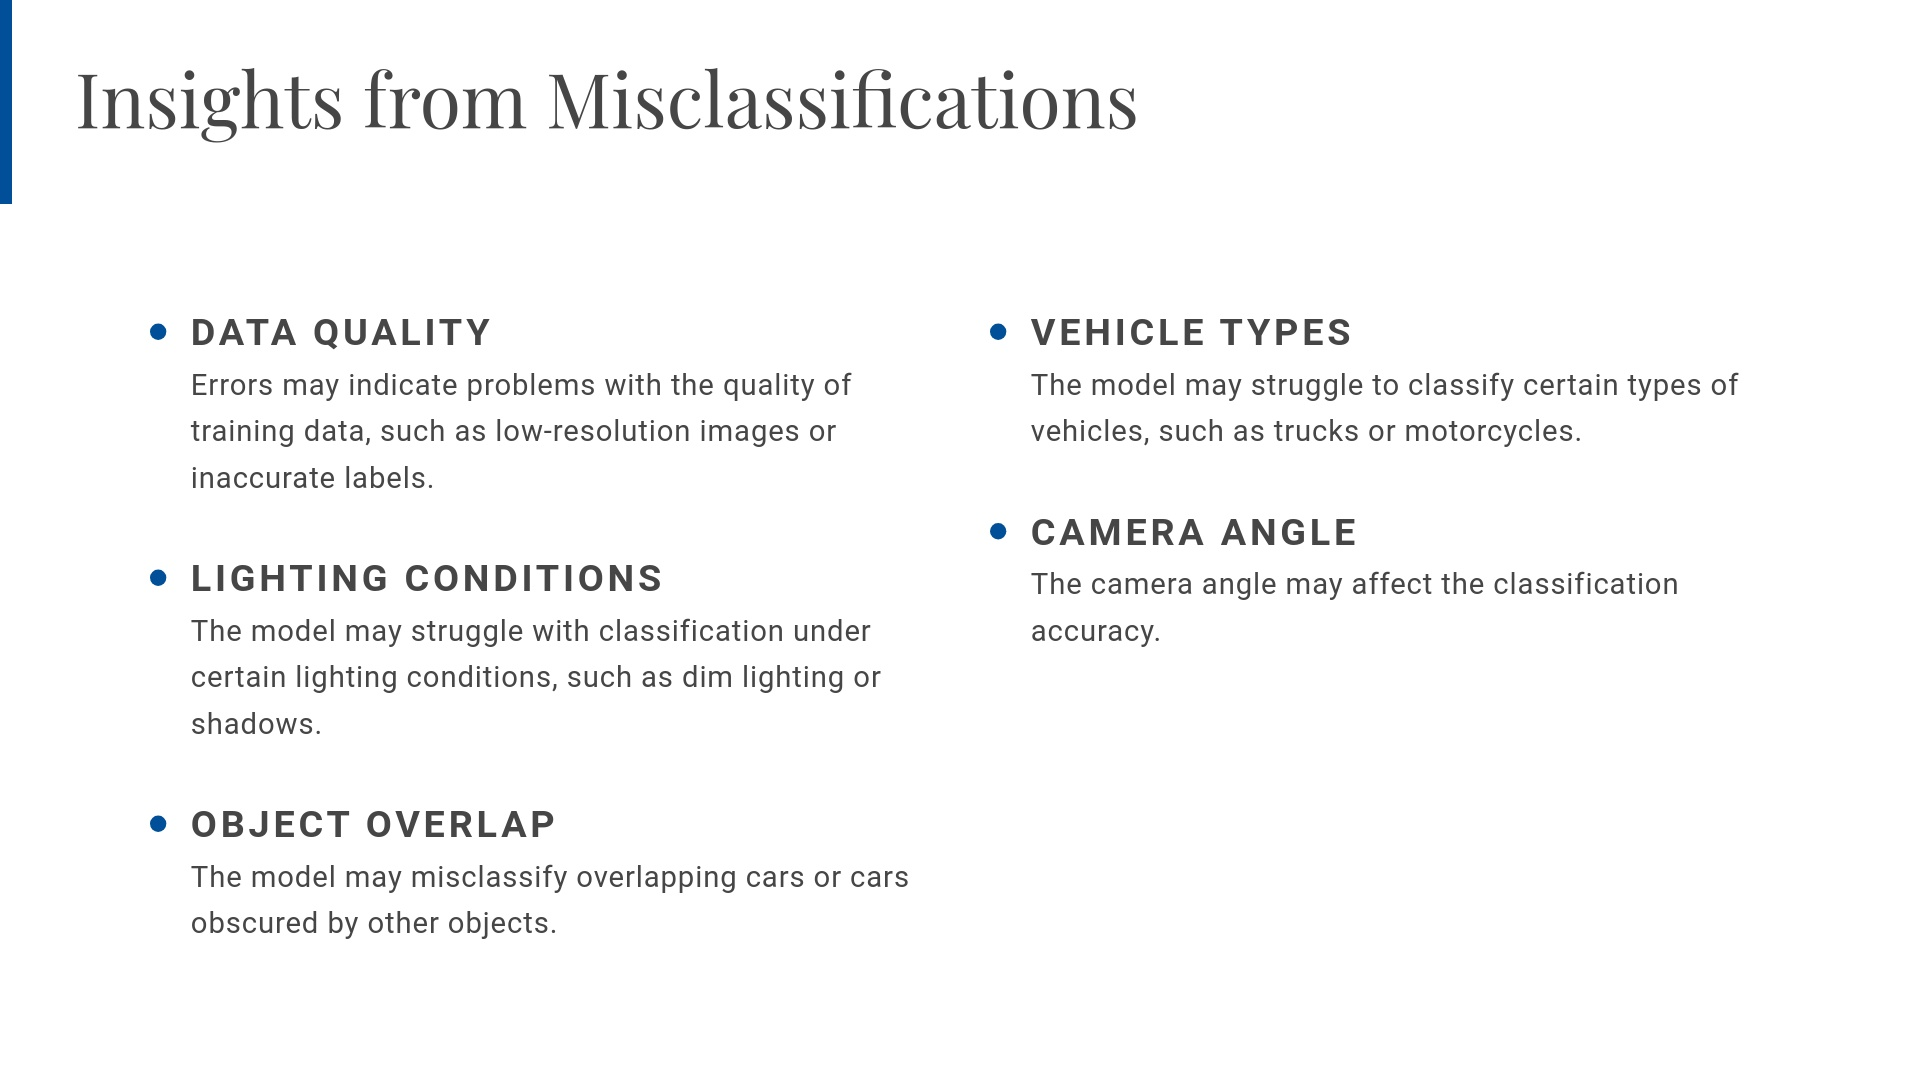 Insights from Misclassifications
DATA QUALITY
Errors may indicate problems with the quality of
training data, such as low-resolution images or
inaccurate labels.
LIGHTING CONDITIONS
The model may struggle with classification under
certain lighting conditions, such as dim lighting or
shadows.
OBJECT OVERLAP
The model may misclassify overlapping cars or cars
obscured by other objects.
VEHICLE TYPES
The model may struggle to classify certain types of
vehicles, such as trucks or motorcycles.
CAMERA ANGLE
The camera angle may affect the classification
accuracy.